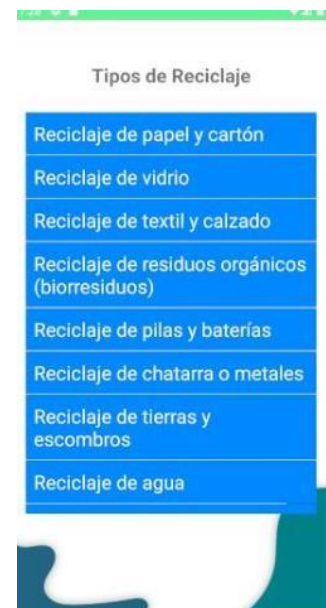 Tipos de Reciclaje
Reciclaje de papel y cartón
Reciclaje de vidrio
Reciclaje de textil y calzado
Reciclaje de residuos orgánicos
(biorresiduos)
Reciclaje de pilas y baterías
Reciclaje de chatarra o metales
Reciclaje de tierras y
escombros
Reciclaje de agua